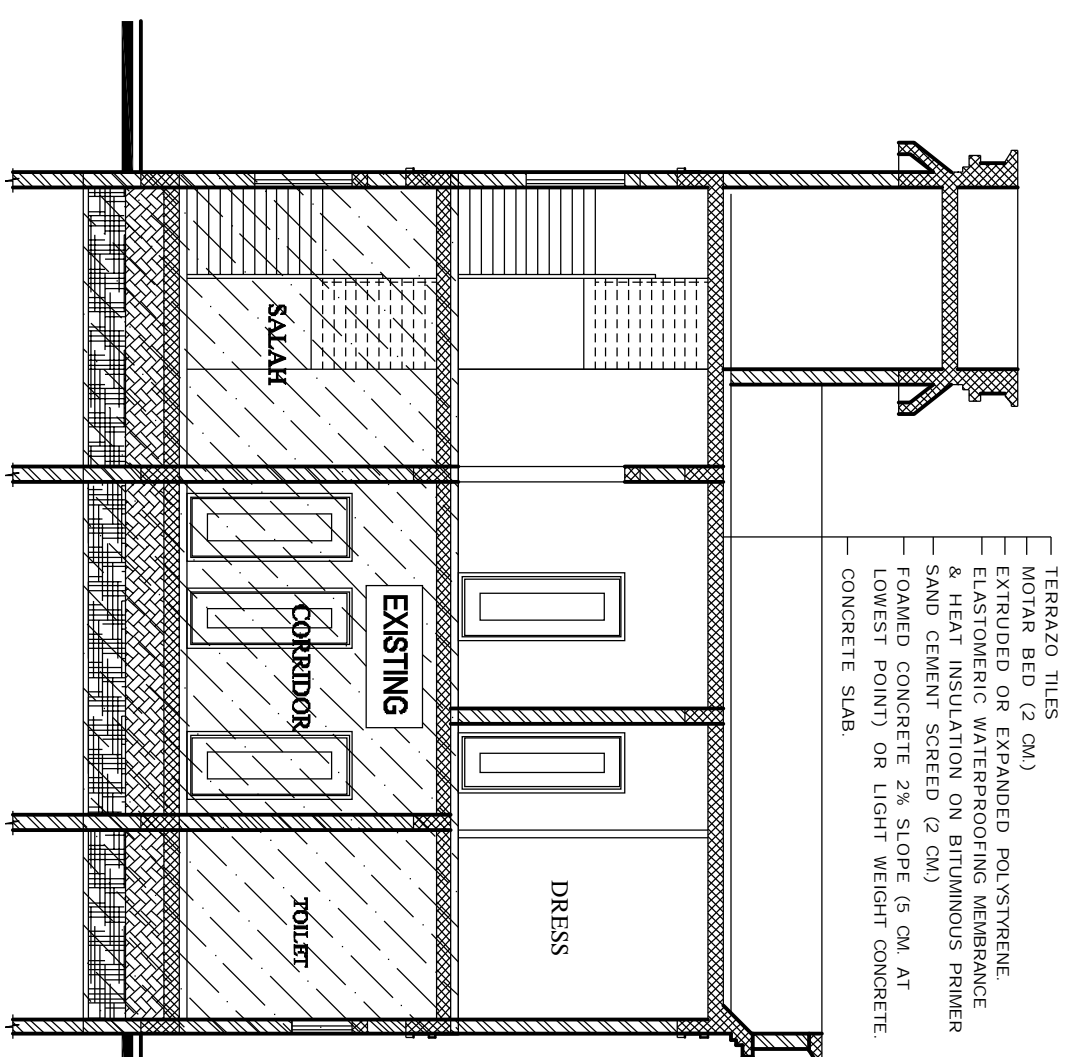 TERRAZO TILES
MOTAR BED (2 CM.)
EXTRUDED OR EXPANDED POLYSTYRENE.
ELASTOMERIC WATERPROOFING MEMBRANCE
& HEAT INSULATION ON BITUMINOUS PRIMER
SAND CEMENT SCREED (2 CM.)
FOAMED CONCRETE 2% SLOPE (5 CM. AT
LOWEST POINT) OR LIGHT WEIGHT CONCRETE.
CONCRETE SLAB.
DRESS
EXISTING
SALAH
CORRIDOR
TOILET